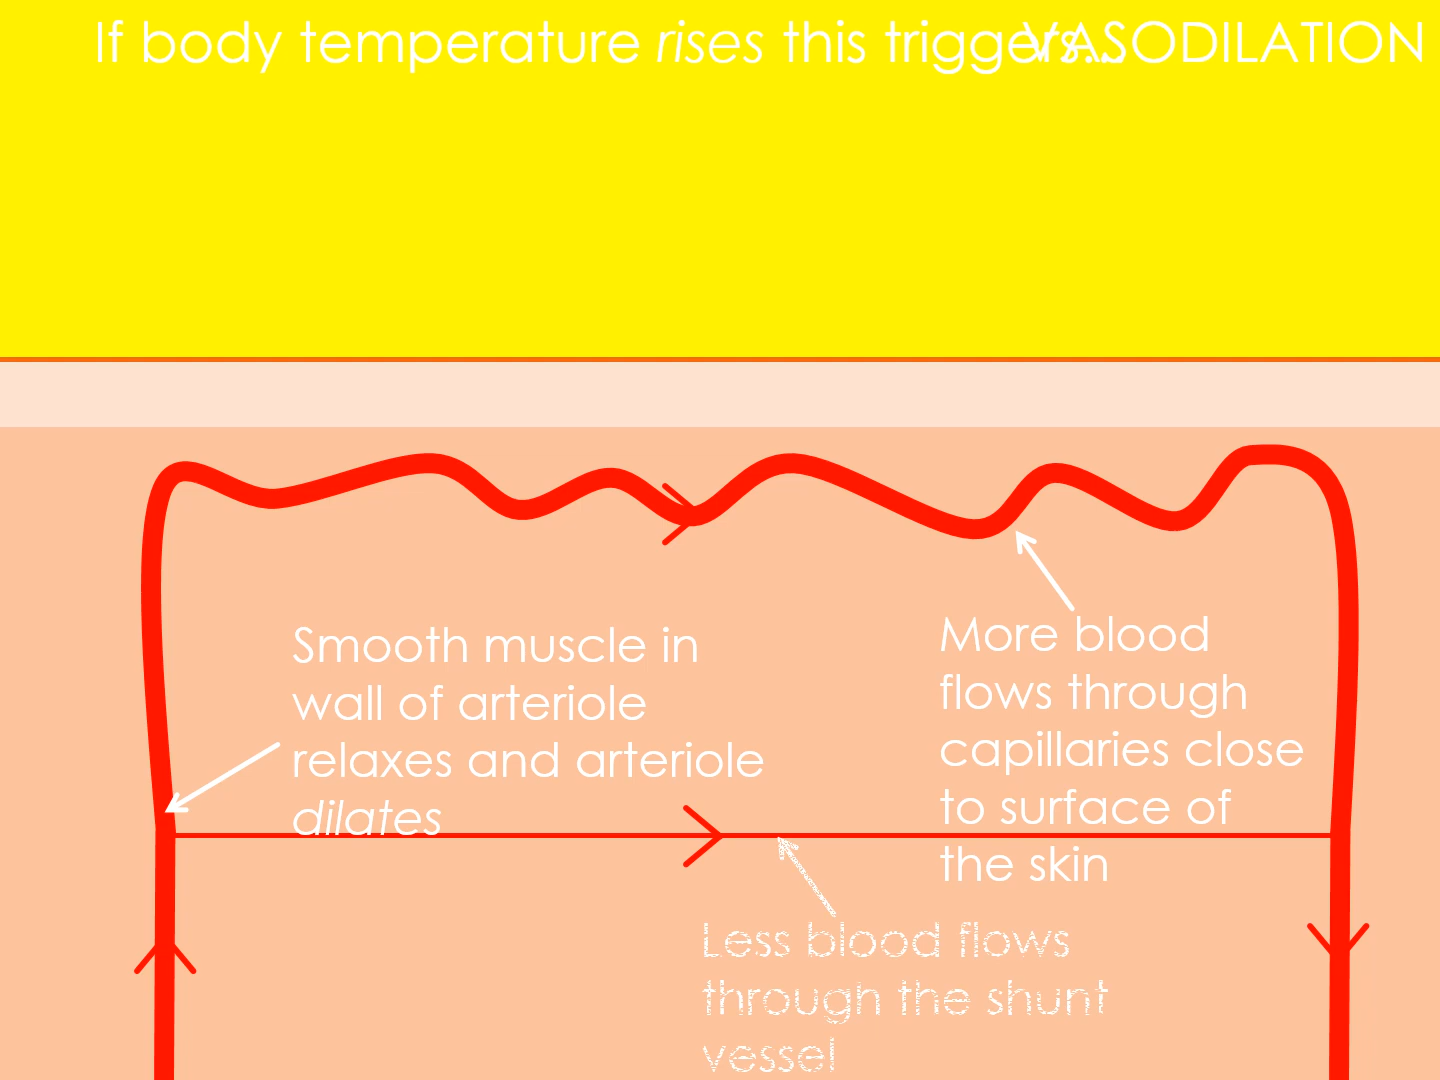 If body temperature rises this triggers...
VASODILATION
Smooth muscle in
wall of arteriole
relaxes and arteriole
dilates
More blood
flows through
capillaries close
to surface of
the skin
Less blood flows
through the shunt
vessel